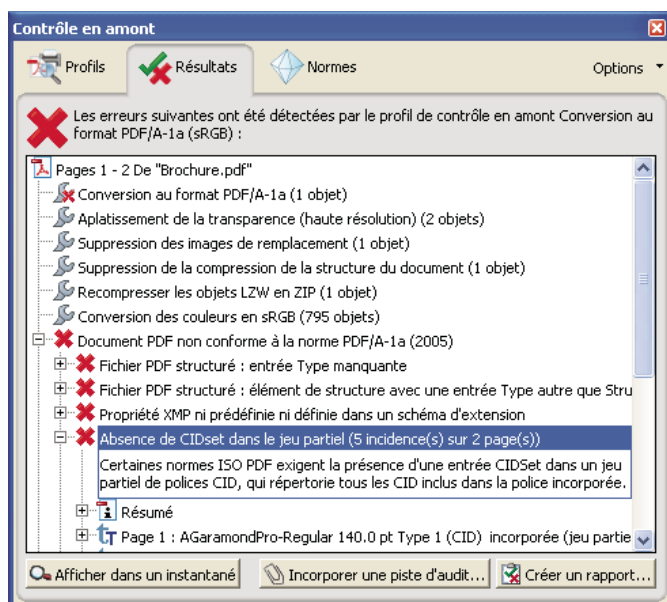 Contrôle en amont
Profils
Résultats
Normes
Options
Les erreurs suivantes ont été détectées par le profil de contrôle en amont Conversion au
format PDF/A-1a (sRGB) :
Pages 1 - 2 De "Brochure.pdf"
Conversion au format PDF/A-1a (1 objet)
Aplatissement de la transparence (haute résolution) (2 objets)
Suppression des images de remplacement (1 objet)
Suppression de la compression de la structure du document (1 objet)
Recompresser les objets LZW en ZIP (1 objet)
Conversion des couleurs en sRGB (795 objets)
Document PDF non conforme à la norme PDF/A-1a (2005)
Fichier PDF structuré : entrée Type manquante
Fichier PDF structuré : élément de structure avec une entrée Type autre que Stru
Propriété XMP ni prédéfinie ni définie dans un schéma d'extension
Absence de CIDset dans le jeu partiel (5 incidence(s) sur 2 page(s))
Certaines normes ISO PDF exigent la présence d'une entrée CIDSet dans un jeu
partiel de polices CID, qui répertorie tous les CID inclus dans la police incorporée.
Résumé
Page 1 : AGaramondPro-Regular 140.0 pt Type 1 (CID) incorporée (jeu partie
Afficher dans un instantané
Incorporer une piste d'audit...
Créer un rapport...